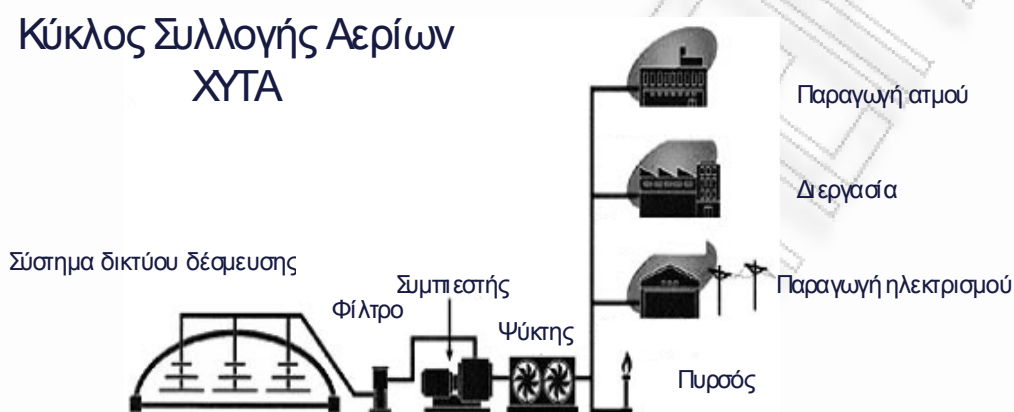 Κύκλος Συλλογής Αερίων
ΧΥΤΑ
Παραγωγή ατμού
Διεργασία
Σύστημα δικτύου δέσμευσης
Συμπιεστής
Παραγωγή ηλεκτρισμού
Φίλτρο
Ψύκτης
Πυρσός